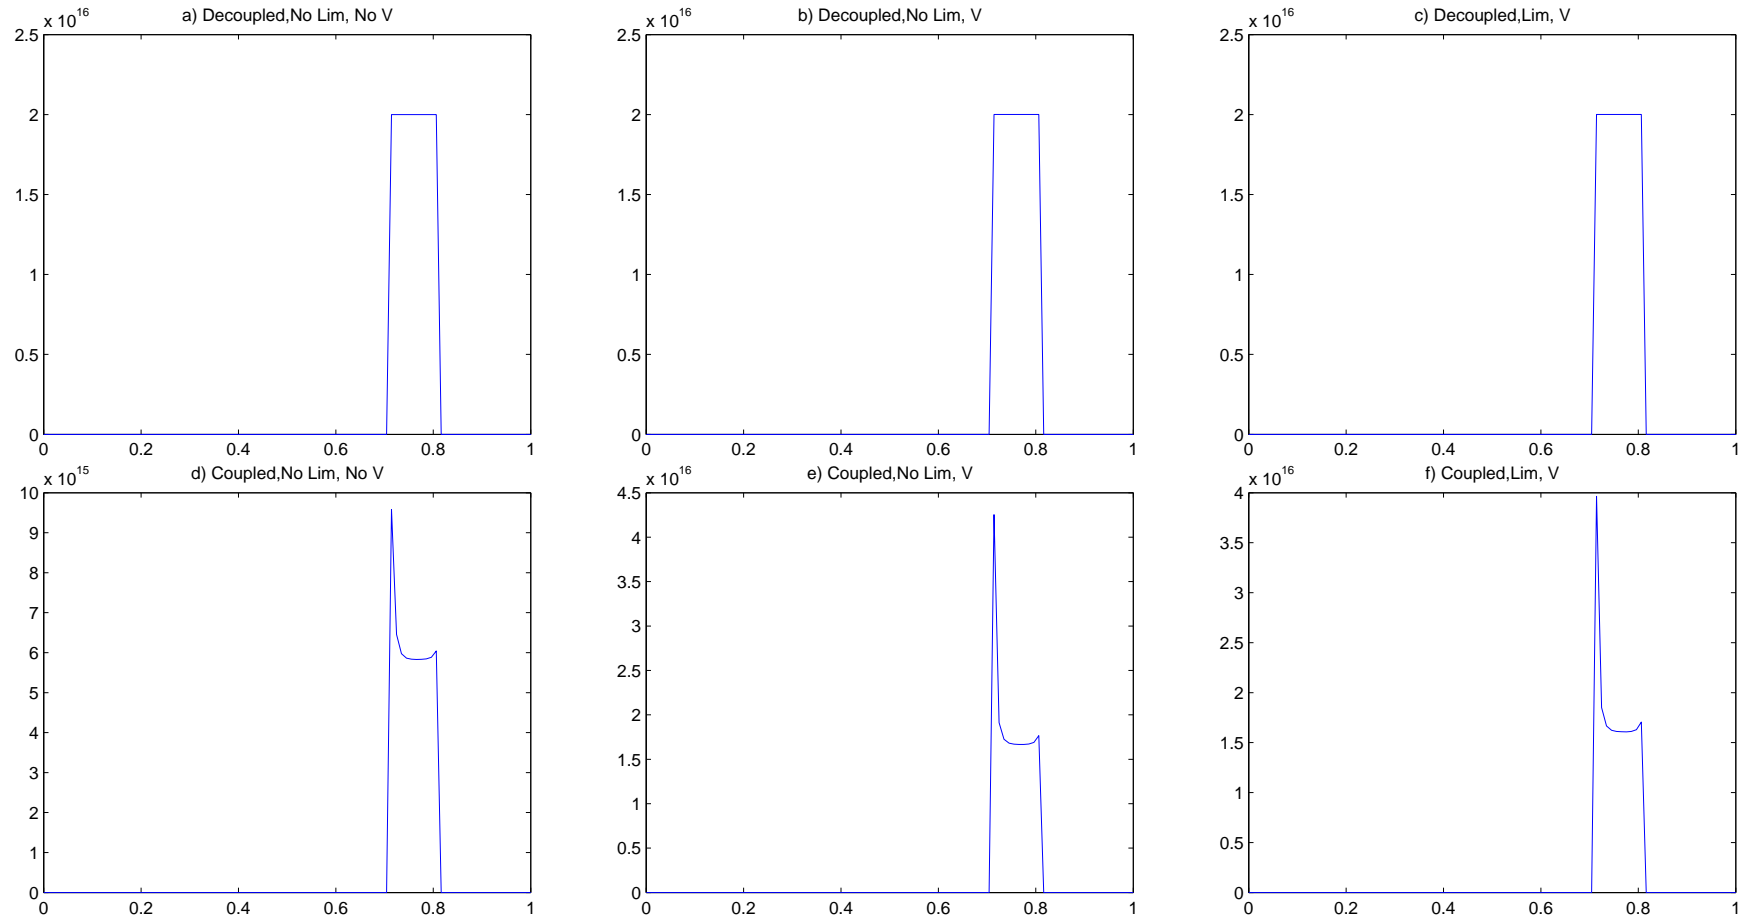 a) Decoupled,No Lim, No V
x 10^16
2.5
2
1.5
1
0.5
0
0 0.2 0.4 0.6 0.8 1
b) Decoupled,No Lim, V
x 10^16
2.5
2
1.5
1
0.5
0
0 0.2 0.4 0.6 0.8 1
c) Decoupled,Lim, V
x 10^16
2.5
2
1.5
1
0.5
0
0 0.2 0.4 0.6 0.8 1
d) Coupled,No Lim, No V
x 10^15
10
9
8
7
6
5
4
3
2
1
0
0 0.2 0.4 0.6 0.8 1
e) Coupled,No Lim, V
x 10^16
4.5
4
3.5
3
2.5
2
1.5
1
0.5
0
0 0.2 0.4 0.6 0.8 1
f) Coupled,Lim, V
x 10^16
4
3.5
3
2.5
2
1.5
1
0.5
0
0 0.2 0.4 0.6 0.8 1